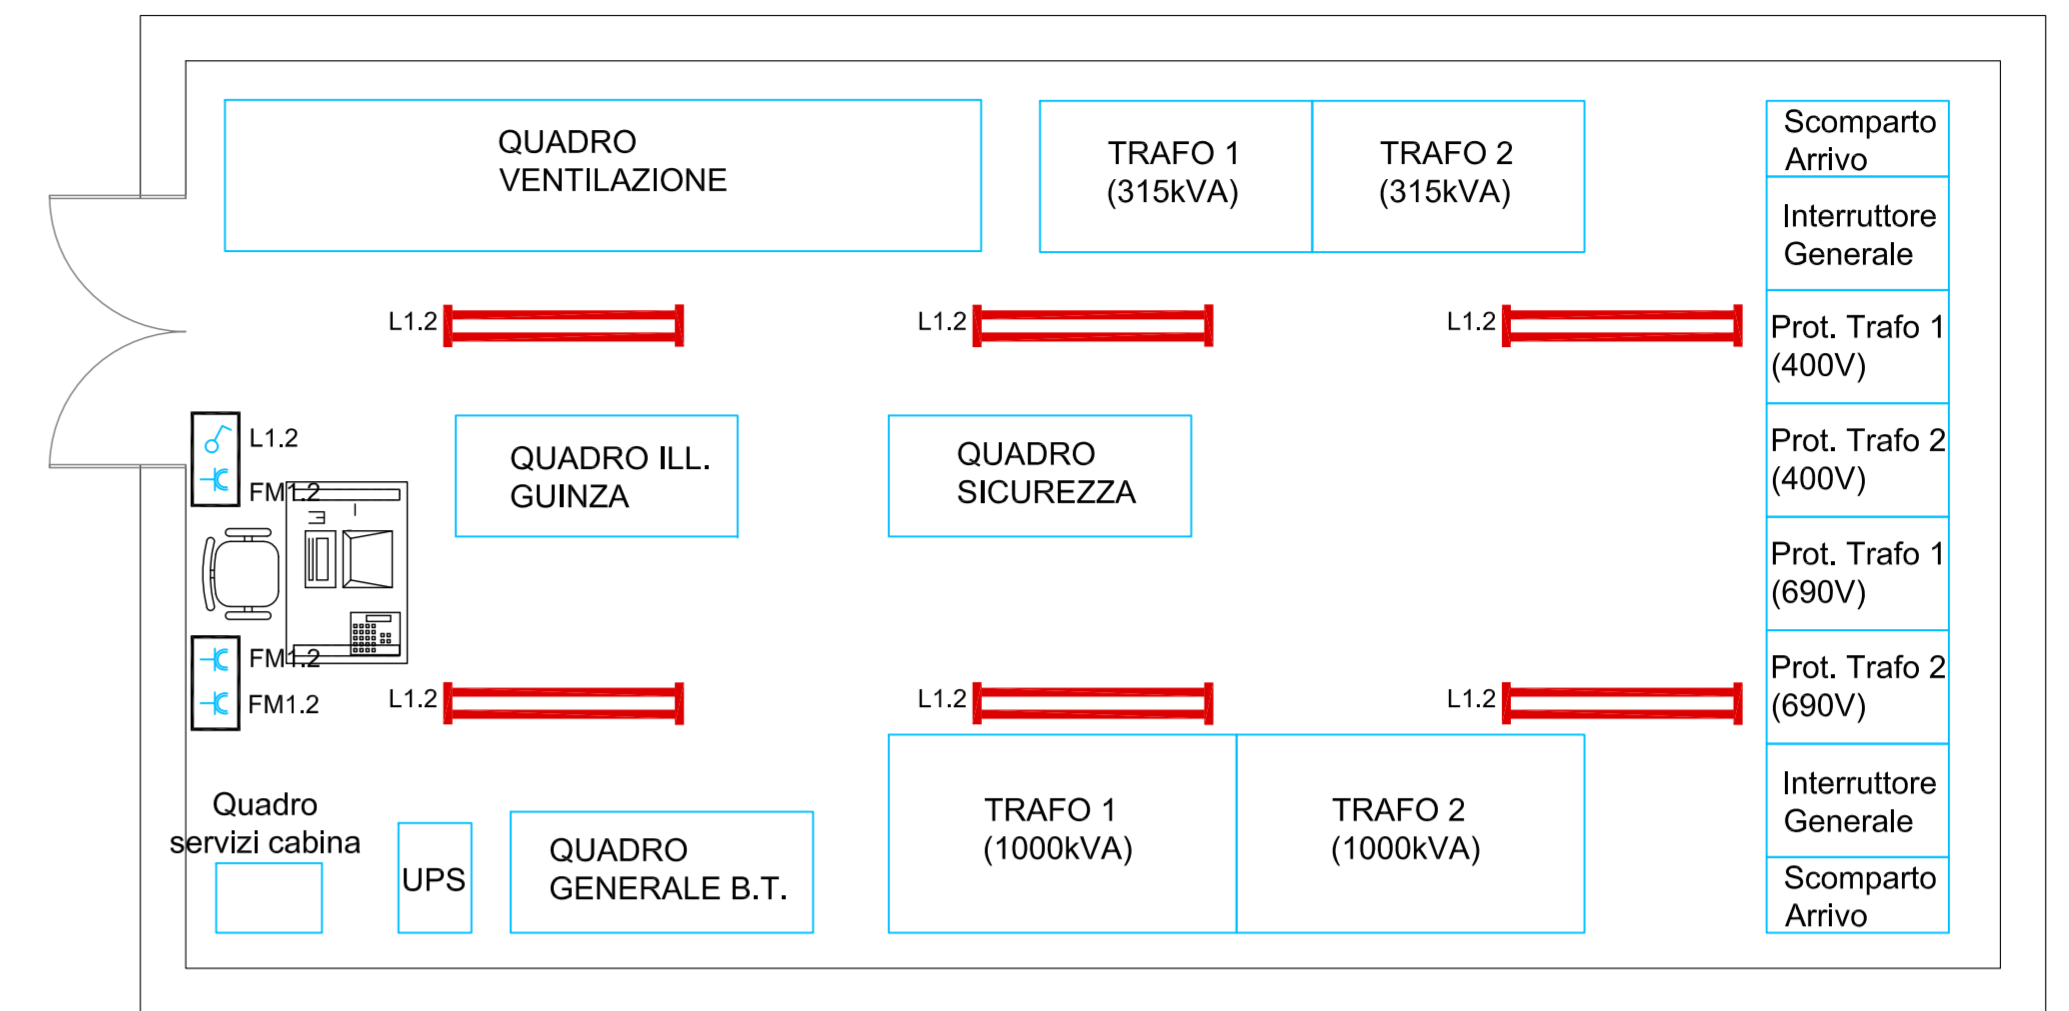 QUADRO
VENTILAZIONE
TRAFO 1
(315kVA)
TRAFO 2
(315kVA)
Scomparto
Arrivo
Interruttore
Generale
L1.2
L1.2
L1.2
Prot. Trafo 1
(400V)
L1.2
FM1.2
QUADRO ILL.
GUINZA
QUADRO
SICUREZZA
Prot. Trafo 2
(400V)
Prot. Trafo 1
(690V)
FM1.2
FM1.2
L1.2
L1.2
L1.2
Prot. Trafo 2
(690V)
Quadro
servizi cabina
UPS
QUADRO
GENERALE B.T.
TRAFO 1
(1000kVA)
TRAFO 2
(1000kVA)
Interruttore
Generale
Scomparto
Arrivo